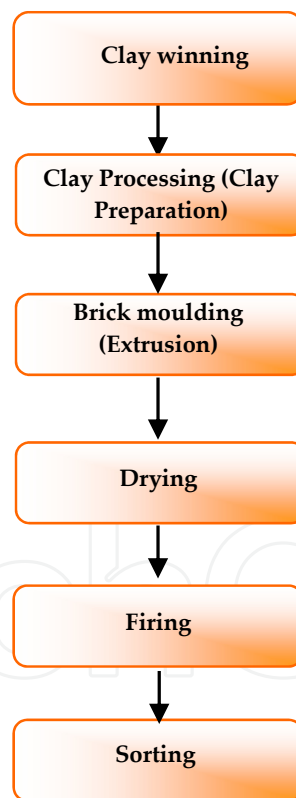 Clay winning
Clay Processing (Clay
Preparation)
Brick moulding
(Extrusion)
Drying
Firing
Sorting